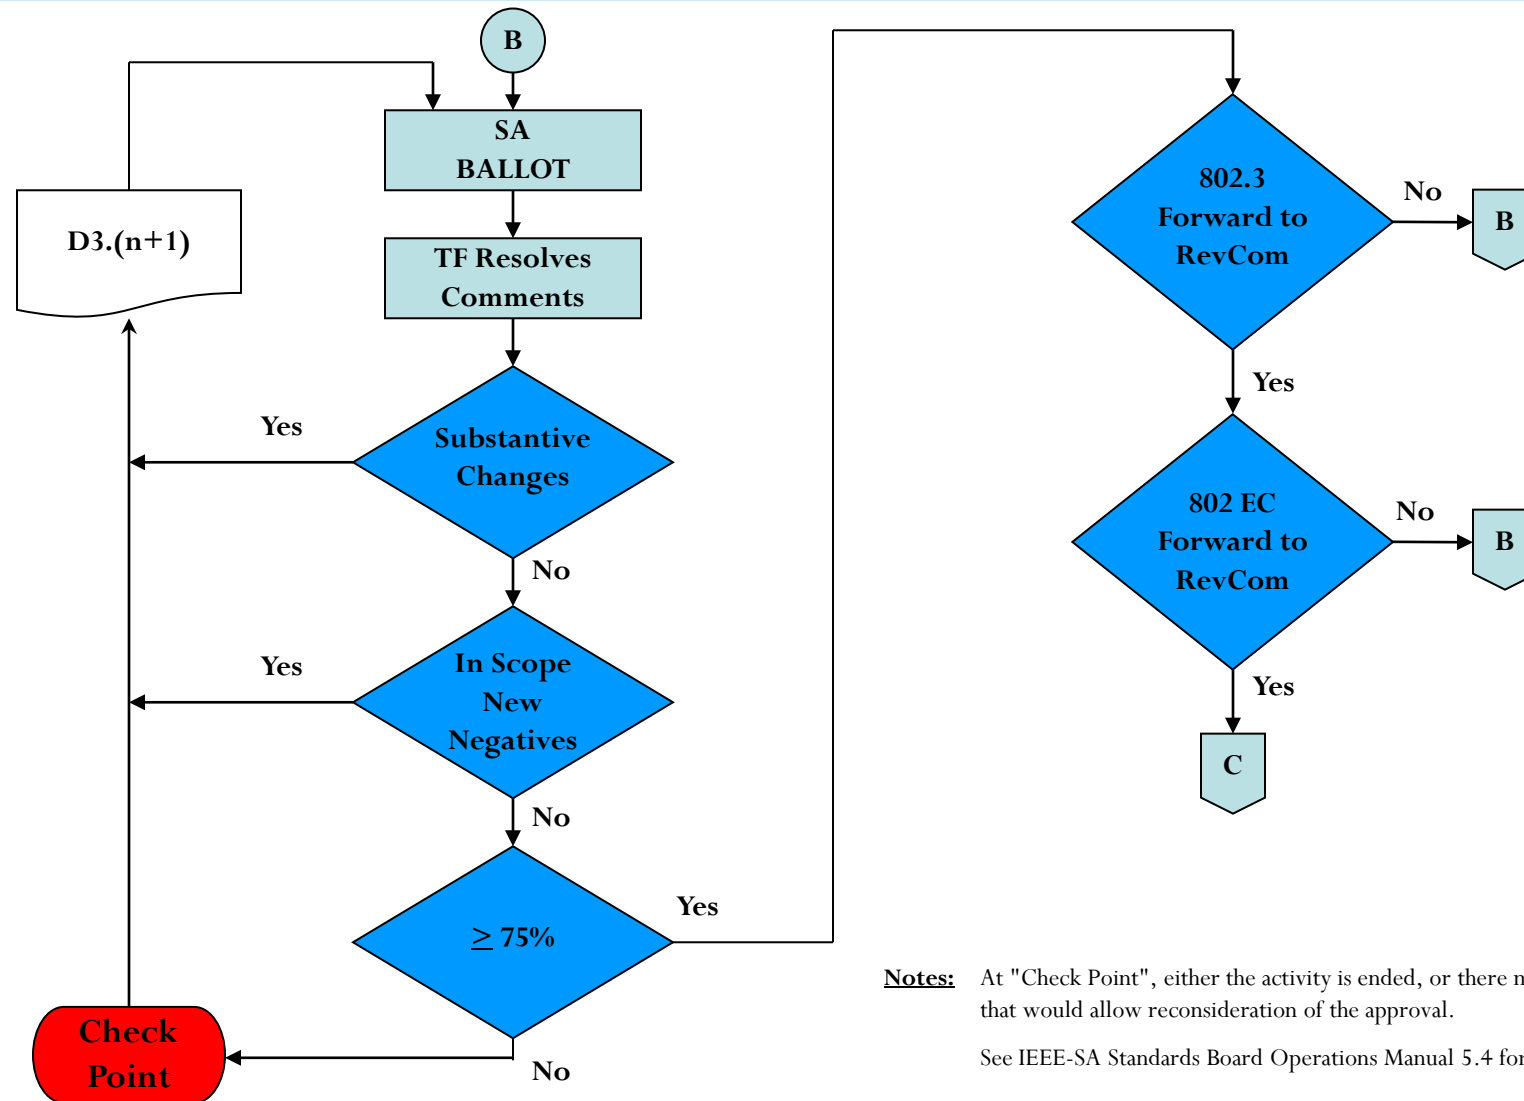 B
SA
BALLOT
TF Resolves
Comments
D3.(n+1)
Substantive
Changes
Yes
No
In Scope
New
Negatives
Yes
No
≥ 75%
Yes
No
Check
Point
802.3
Forward to
RevCom
No
B
Yes
802 EC
Forward to
RevCom
No
B
Yes
C
Notes: At "Check Point", either the activity is ended, or there
that would allow reconsideration of the approval.
See IEEE-SA Standards Board Operations Manual 5.4 for